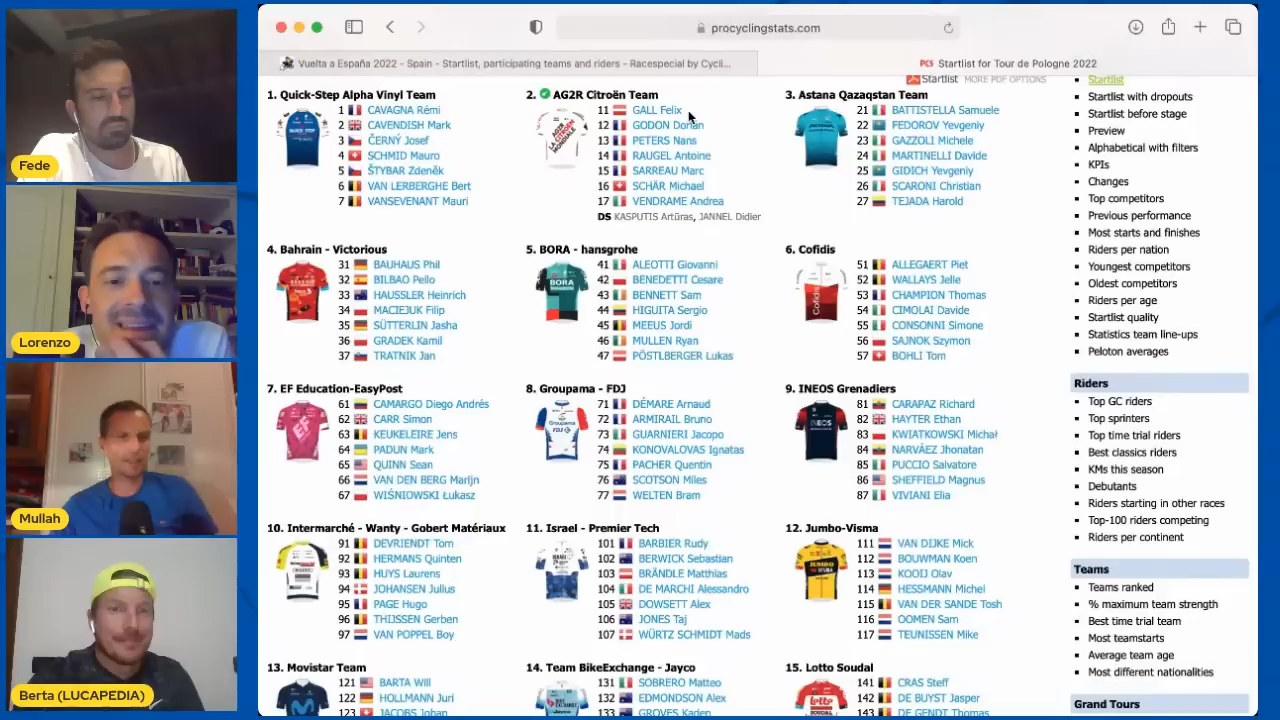 Fede
Lorenzo
Mullah
Berta (LUCAPEDIA)
procyclingstats.com
Vuelta a España 2022 - Spain - Startlist, participating teams and riders - Racespecial by Cycli...
PCS Startlist for Tour de Pologne 2022
Startlist MORE PDF OPTIONS
1. Quick-Step Alpha Vinyl Team
1 CAVAGNA Rémi
2 CAVENDISH Mark
3 ČERNÝ Josef
4 SCHMID Mauro
5 ŠTYBAR Zdeněk
6 VAN LERBERGHE Bert
7 VANSEVENANT Mauri
2. AG2R Citroën Team
11 GALL Felix
12 GODON Dorian
13 PETERS Nans
14 RAUGEL Antoine
15 SARREAU Marc
16 SCHÄR Michael
17 VENDRAME Andrea
DS KASPUTIS Artūras, JANNEL Didier
3. Astana Qazaqstan Team
21 BATTISTELLA Samuele
22 FEDOROV Yevgeniy
23 GAZZOLI Michele
24 MARTINELLI Davide
25 GIDICH Yevgeniy
26 SCARONI Christian
27 TEJADA Harold
4. Bahrain - Victorious
31 BAUHAUS Phil
32 BILBAO Pello
33 HAUSSLER Heinrich
34 MACIEJUK Filip
35 SÜTTERLIN Jasha
36 GRADEK Kamil
37 TRATNIK Jan
5. BORA - hansgrohe
BORA
41 ALEOTTI Giovanni
42 BENEDETTI Cesare
43 BENNETT Sam
44 HIGUITA Sergio
45 MEEUS Jordi
46 MULLEN Ryan
47 PÖSTLBERGER Lukas
6. Cofidis
Cofidis
51 ALLEGAERT Piet
52 WALLAYS Jelle
53 CHAMPION Thomas
54 CIMOLAI Davide
55 CONSONNI Simone
56 SAJNOK Szymon
57 BOHLI Tom
7. EF Education-EasyPost
EF
61 CAMARGO Diego Andrés
62 CARR Simon
63 KEUKELEIRE Jens
64 PADUN Mark
65 QUINN Sean
66 VAN DEN BERG Marijn
67 WIŚNIOWSKI Łukasz
8. Groupama - FDJ
71 DÉMARE Arnaud
72 ARMIRAIL Bruno
73 GUARNIERI Jacopo
74 KONOVALOVAS Ignatas
75 PACHER Quentin
76 SCOTSON Miles
77 WELTEN Bram
9. INEOS Grenadiers
INEOS
81 CARAPAZ Richard
82 HAYTER Ethan
83 KWIATKOWSKI Michał
84 NARVÁEZ Jhonatan
85 PUCCIO Salvatore
86 SHEFFIELD Magnus
87 VIVIANI Elia
10. Intermarché - Wanty - Gobert Matériaux
91 DEVRIENDT Tom
92 HERMANS Quinten
93 HUYS Laurens
94 JOHANSEN Julius
95 PAGE Hugo
96 THIJSSEN Gerben
97 VAN POPPEL Boy
11. Israel - Premier Tech
101 BARBIER Rudy
102 BERWICK Sebastian
103 BRÄNDLE Matthias
104 DE MARCHI Alessandro
105 DOWSETT Alex
106 JONES Taj
107 WÜRTZ SCHMIDT Mads
12. Jumbo-Visma
111 VAN DIJKE Mick
112 BOUWMAN Koen
113 KOOIJ Olav
114 HESSMANN Michel
115 VAN DER SANDE Tosh
116 OOMEN Sam
117 TEUNISSEN Mike
13. Movistar Team
121 BARTA Will
122 HOLLMANN Juri
123 JACOBS Johan
14. Team BikeExchange - Jayco
131 SOBRERO Matteo
132 EDMONDSON Alex
133 GROVES Kaden
15. Lotto Soudal
141 CRAS Steff
142 DE BUYST Jasper
143 DE GENDT Thomas
Startlist
Startlist with dropouts
Startlist before stage
Preview
Alphabetical with filters
KPIs
Changes
Top competitors
Previous performance
Most starts and finishes
Riders per nation
Youngest competitors
Oldest competitors
Riders per age
Startlist quality
Statistics team line-ups
Peloton averages
Riders
Top GC riders
Top sprinters
Top time trial riders
Best classics riders
KMs this season
Debutants
Riders starting in other races
Top-100 riders competing
Riders per continent
Teams
Teams ranked
% maximum team strength
Best time trial team
Most teamstarts
Average team age
Most different nationalities
Grand Tours